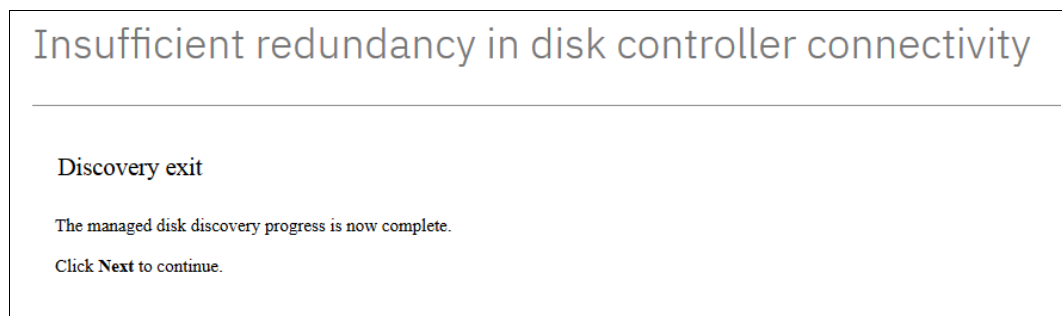 Insufficient redundancy in disk controller connectivity
Discovery exit
The managed disk discovery progress is now complete.
Click Next to continue.